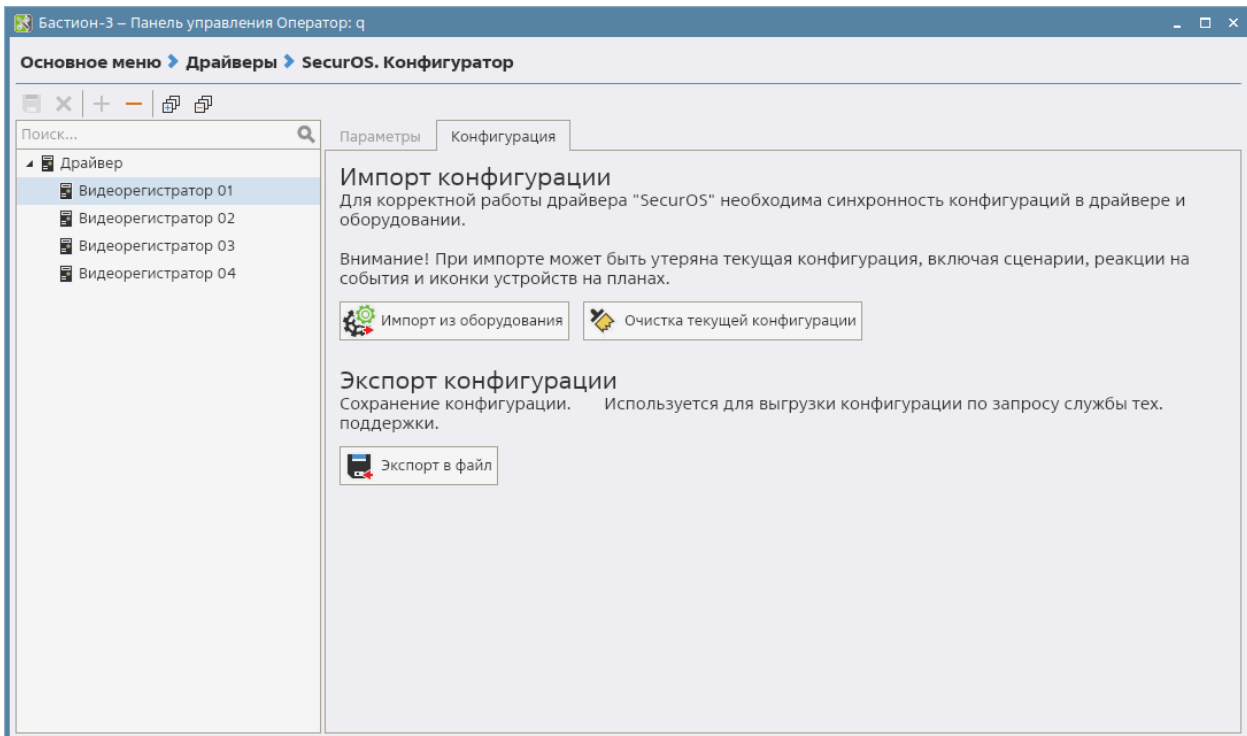 Бастион-3 – Панель управления Оператор: q
Основное меню Драйверы SecurOS. Конфигуратор
Поиск...
Драйвер
Видеорегистратор 01
Видеорегистратор 02
Видеорегистратор 03
Видеорегистратор 04
Параметры Конфигурация
Импорт конфигурации
Для корректной работы драйвера "SecurOS" необходима синхронность конфигураций в драйвере и
оборудовании.
Внимание! При импорте может быть утеряна текущая конфигурация, включая сценарии, реакции на
события и иконки устройств на планах.
Импорт из оборудования Очистка текущей конфигурации
Экспорт конфигурации
Сохранение конфигурации. Используется для выгрузки конфигурации по запросу службы тех.
поддержки.
Экспорт в файл